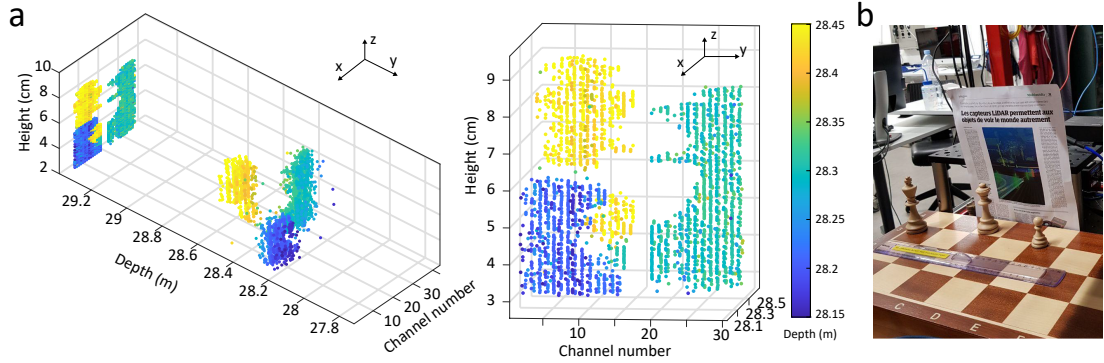 a
b
z
x
y
Height (cm)
10
8
6
4
2
29.2
29
28.8
28.6
28.4
28.2
28
27.8
Depth (m)
10
20
30
Channel number
z
x
y
Height (cm)
9
8
7
6
5
4
3
10
20
30
Channel number
28.5
28.3
28.1
28.45
28.4
28.35
28.3
28.25
28.2
28.15
Depth (m)
Les capteurs LiDAR permettent aux
objets de voir le monde autrement
C
D
E